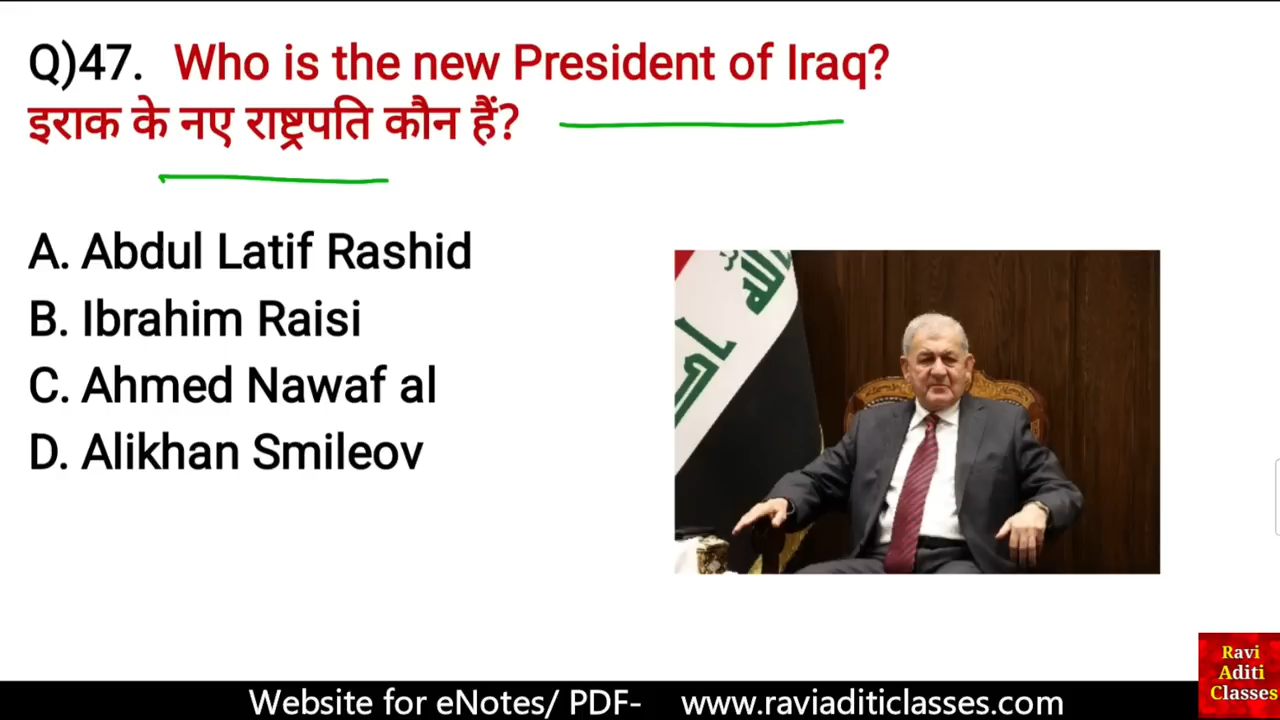 Q)47. Who is the new President of Iraq?
इराक के नए राष्ट्रपति कौन हैं?
A. Abdul Latif Rashid
B. Ibrahim Raisi
C. Ahmed Nawaf al
D. Alikhan Smileov
Ravi
Aditi
Classes
Website for eNotes/ PDF- www.raviaditiclasses.com